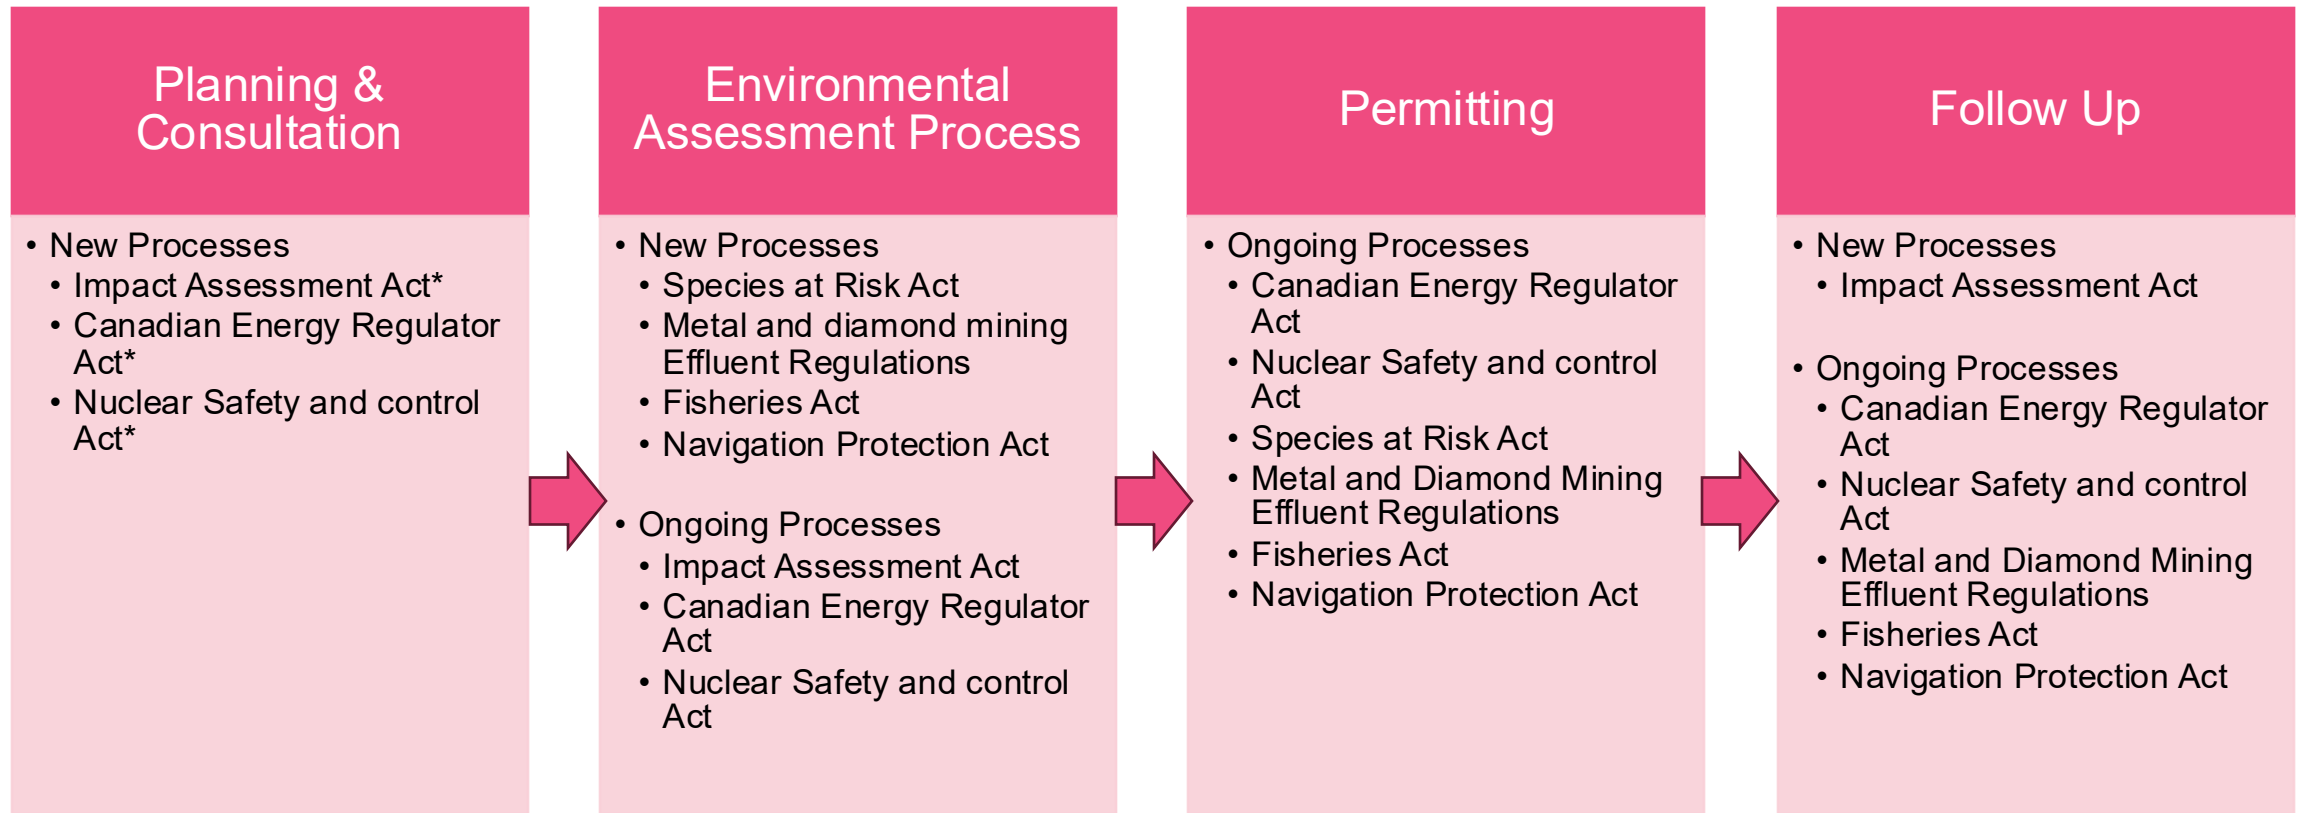 Planning &
Consultation
• New Processes
• Impact Assessment Act*
• Canadian Energy Regulator
Act*
• Nuclear Safety and control
Act*
Environmental
Assessment Process
• New Processes
• Species at Risk Act
• Metal and diamond mining
Effluent Regulations
• Fisheries Act
• Navigation Protection Act
• Ongoing Processes
• Impact Assessment Act
• Canadian Energy Regulator
Act
• Nuclear Safety and control
Act
Permitting
• Ongoing Processes
• Canadian Energy Regulator
Act
• Nuclear Safety and control
Act
• Species at Risk Act
• Metal and Diamond Mining
Effluent Regulations
• Fisheries Act
• Navigation Protection Act
Follow Up
• New Processes
• Impact Assessment Act
• Ongoing Processes
• Canadian Energy Regulator
Act
• Nuclear Safety and control
Act
• Metal and Diamond Mining
Effluent Regulations
• Fisheries Act
• Navigation Protection Act